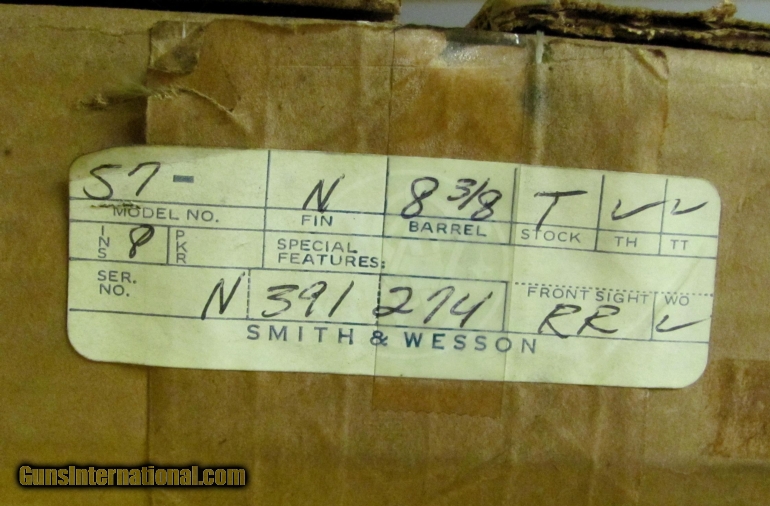 57- N 8 3/8 T ✓ ✓
MODEL NO. FIN BARREL STOCK TH TT
INS 8 PKR SPECIAL FEATURES:
SER. NO. N 391 274 FRONT SIGHT RR WO ✓
SMITH & WESSON
GunsInternational.com